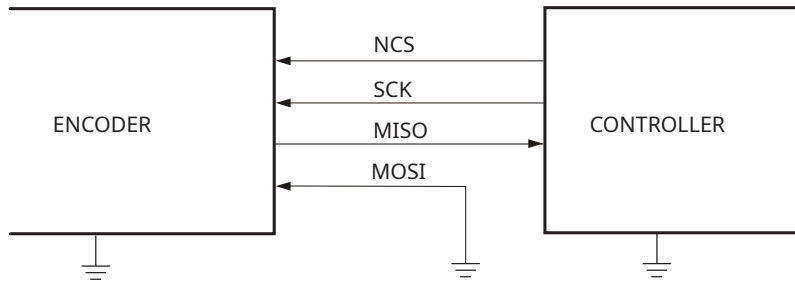 NCS
SCK
ENCODER
MISO
CONTROLLER
MOSI